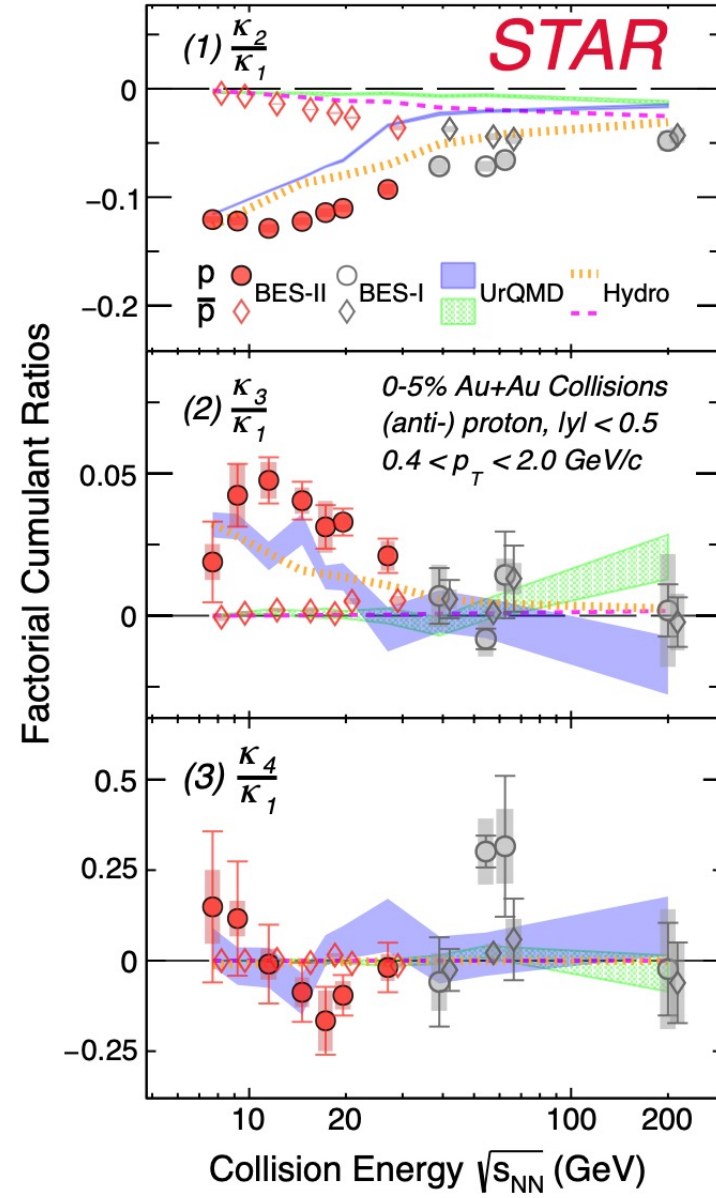 STAR
(1) κ2/κ1
0
−0.1
−0.2
p BES-II BES-I UrQMD Hydro
p̅
(2) κ3/κ1
0-5% Au+Au Collisions
(anti-) proton, |y| < 0.5
0.4 < pT < 2.0 GeV/c
0.05
0
Factorial Cumulant Ratios
(3) κ4/κ1
0.5
0.25
0
−0.25
10 20 100 200
Collision Energy √sNN (GeV)